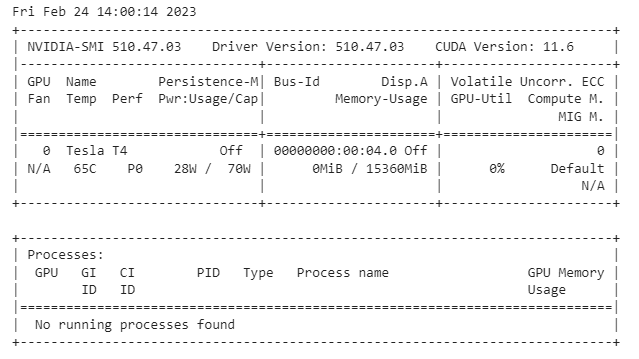 Fri Feb 24 14:00:14 2023
+-----------------------------------------------------------------------------+
| NVIDIA-SMI 510.47.03    Driver Version: 510.47.03    CUDA Version: 11.6     |
|-------------------------------+----------------------+----------------------+
| GPU  Name        Persistence-M| Bus-Id        Disp.A | Volatile Uncorr. ECC |
| Fan  Temp  Perf  Pwr:Usage/Cap|         Memory-Usage | GPU-Util  Compute M. |
|                               |                      |               MIG M. |
|===============================+======================+======================|
|   0  Tesla T4            Off  | 00000000:00:04.0 Off |                    0 |
| N/A   65C    P0    28W /  70W |      0MiB / 15360MiB |      0%      Default |
|                               |                      |                  N/A |
+-------------------------------+----------------------+----------------------+

+-----------------------------------------------------------------------------+
| Processes:                                                                  |
|  GPU   GI   CI        PID   Type   Process name                  GPU Memory |
|        ID   ID                                                   Usage      |
|=============================================================================|
|  No running processes found                                                 |
+-----------------------------------------------------------------------------+